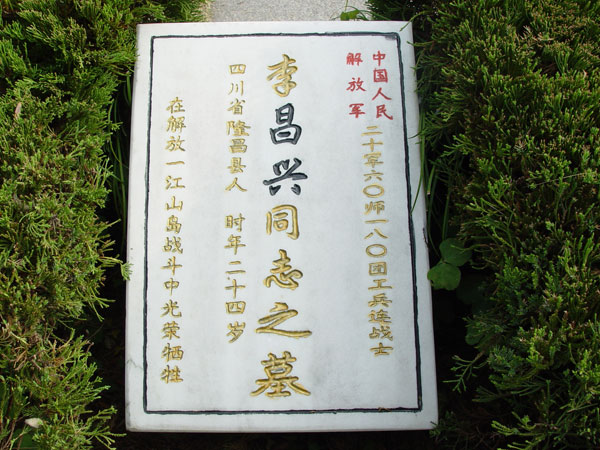 中国人民
解放军
二十军六〇师一八〇团工兵连战士
李昌兴同志之墓
四川省隆昌县人 时年二十四岁
在解放一江山岛战斗中光荣牺牲